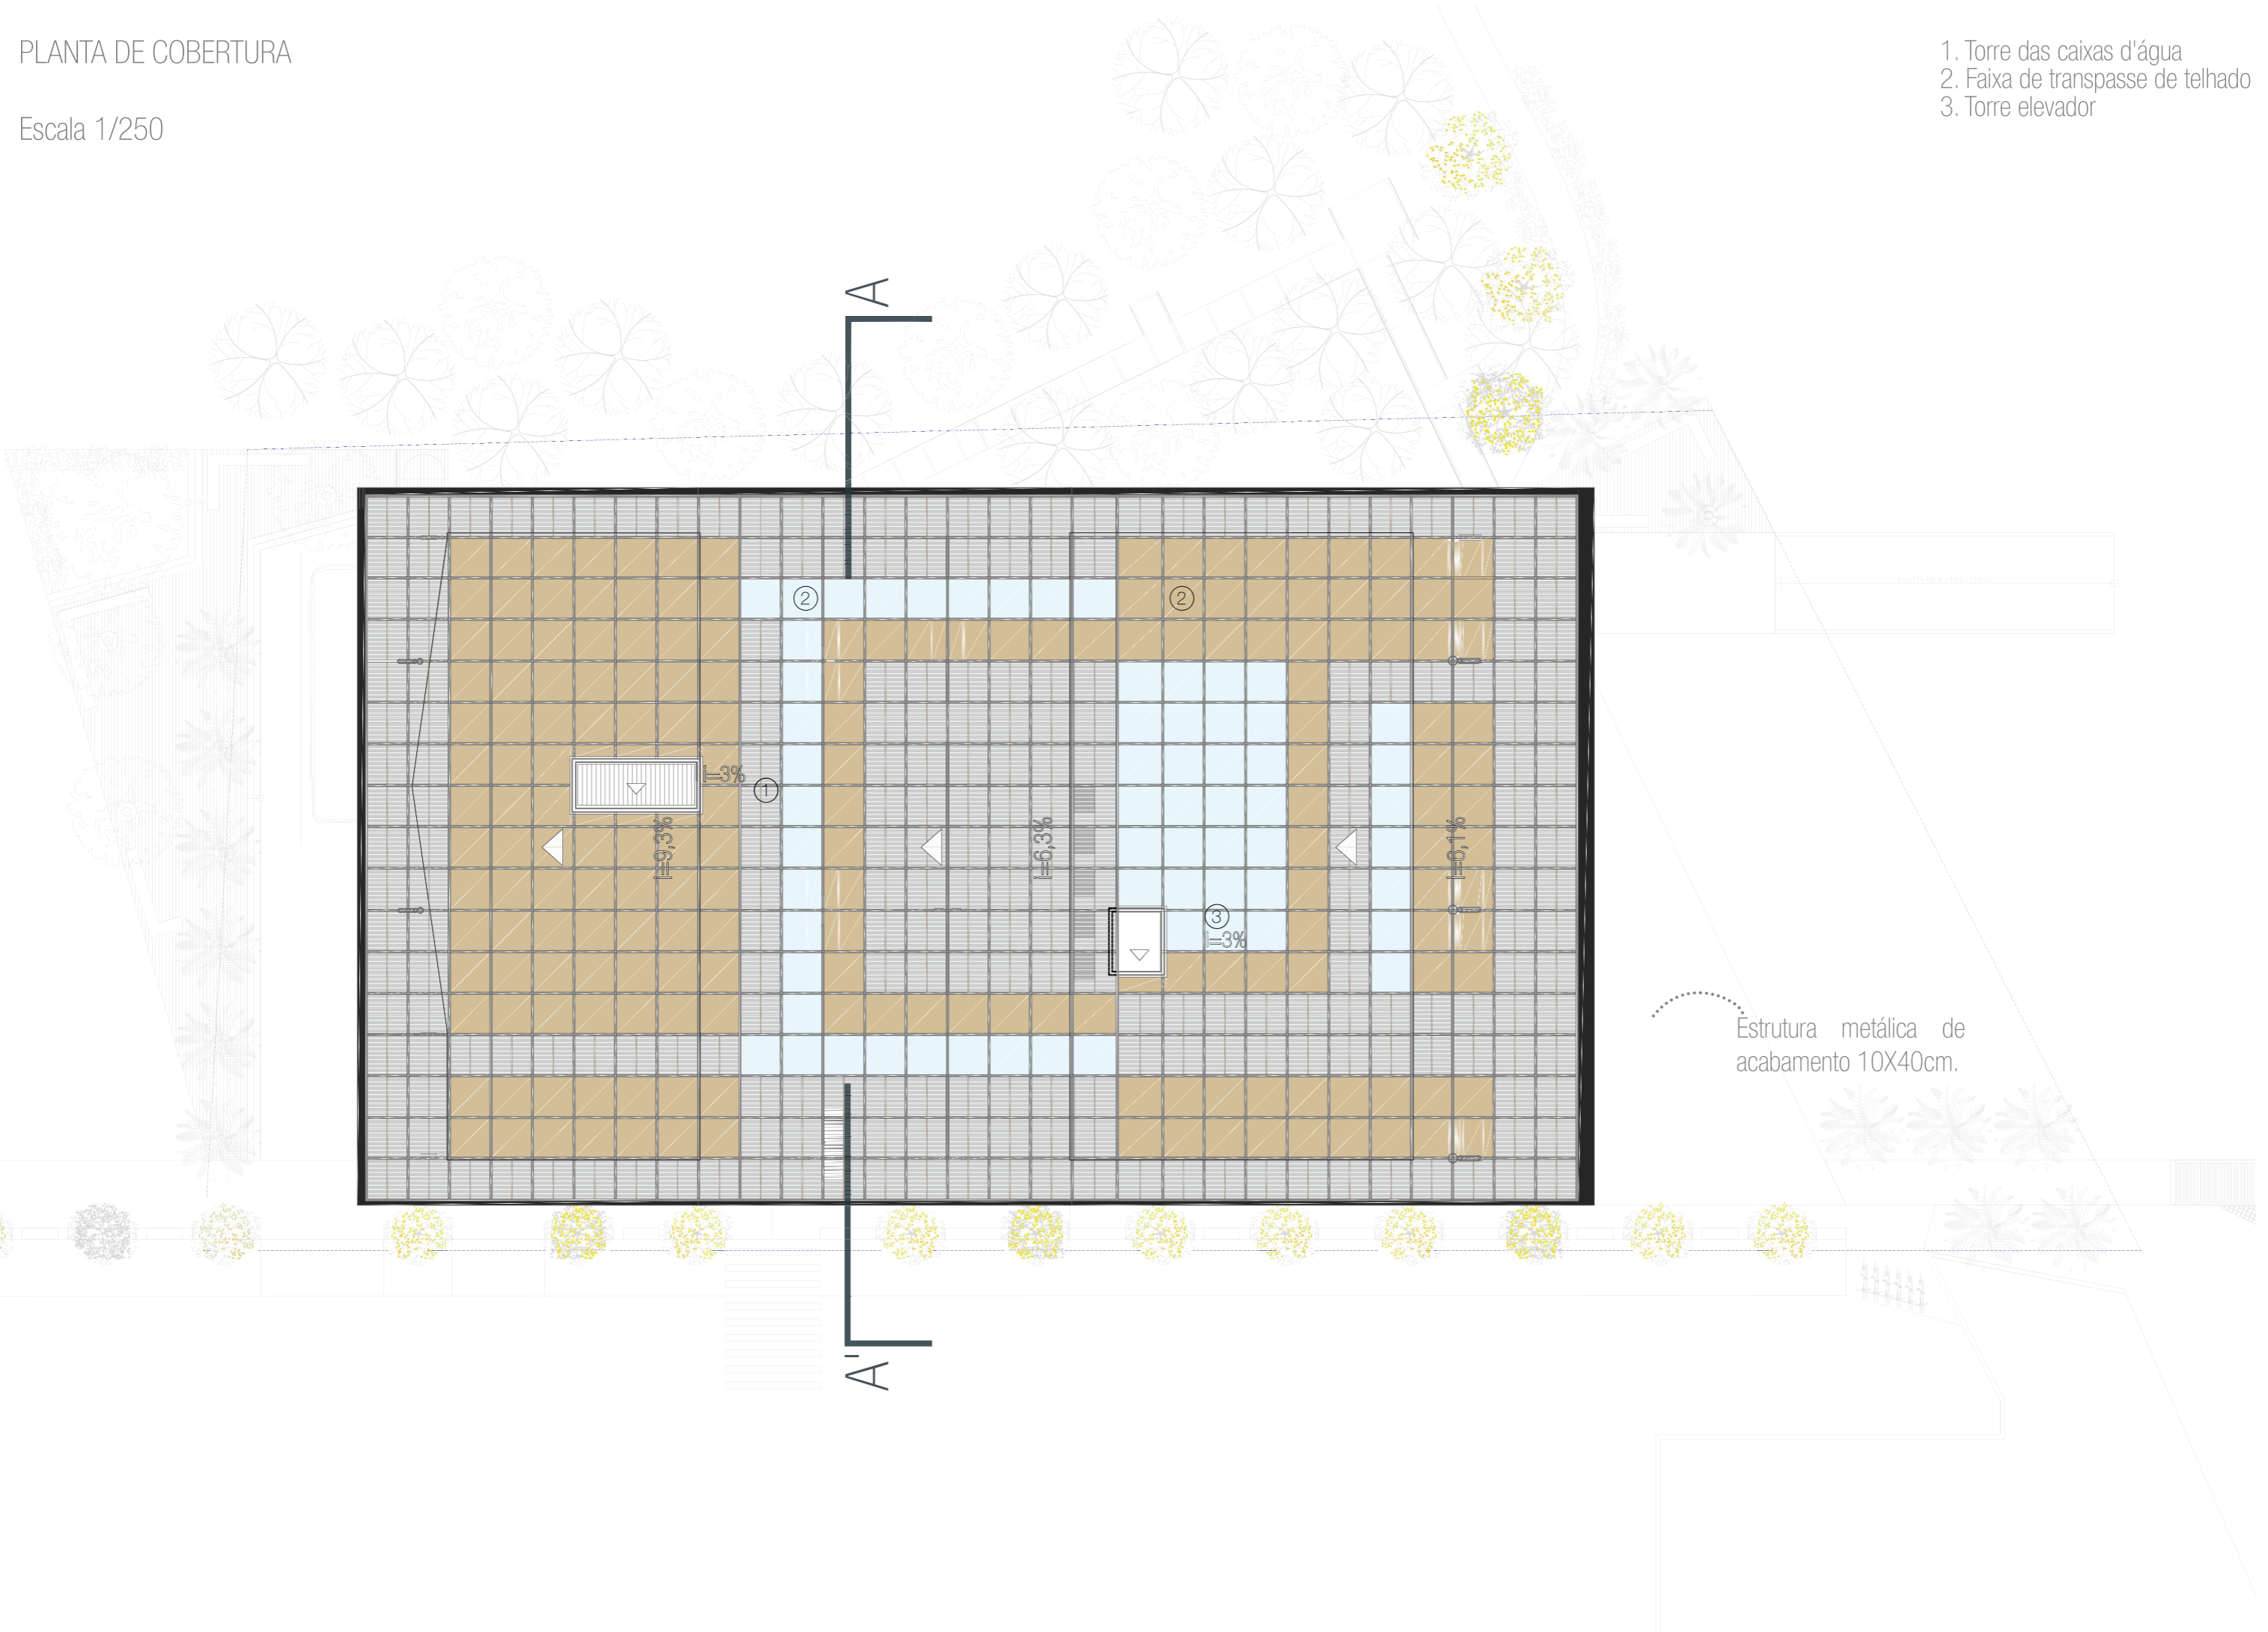 PLANTA DE COBERTURA
Escala 1/250
1. Torre das caixas d'água
2. Faixa de transpasse de telhado
3. Torre elevador
A
2
2
i=3%
1
i=9,3%
i=6,3%
i=6,1%
3
i=3%
Estrutura metálica de
acabamento 10X40cm.
A'